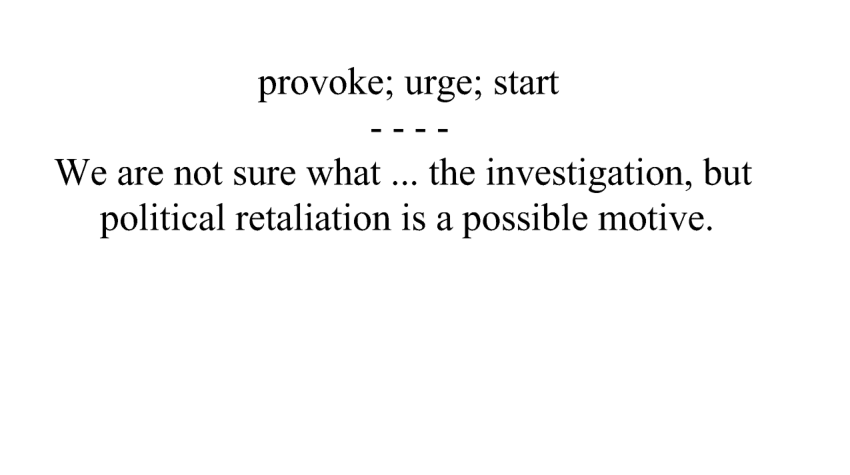 provoke; urge; start
- - - -
We are not sure what ... the investigation, but
political retaliation is a possible motive.